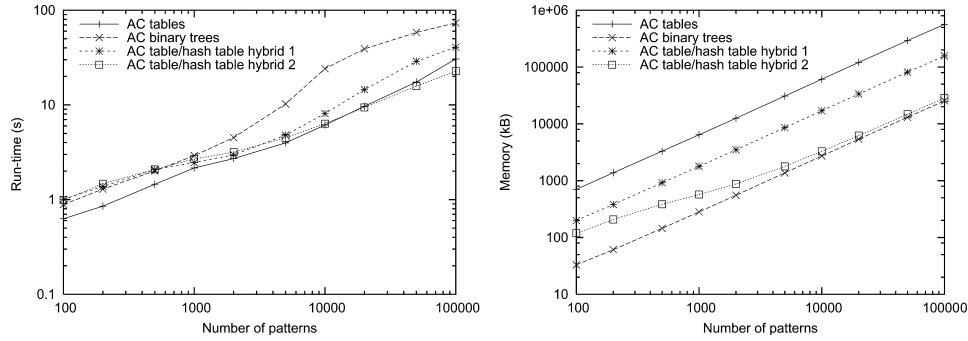 100
10
1
0.1
Run-time (s)
AC tables
AC binary trees
AC table/hash table hybrid 1
AC table/hash table hybrid 2
100
1000
10000
100000
Number of patterns
1e+06
100000
10000
1000
100
10
Memory (kB)
AC tables
AC binary trees
AC table/hash table hybrid 1
AC table/hash table hybrid 2
100
1000
10000
100000
Number of patterns